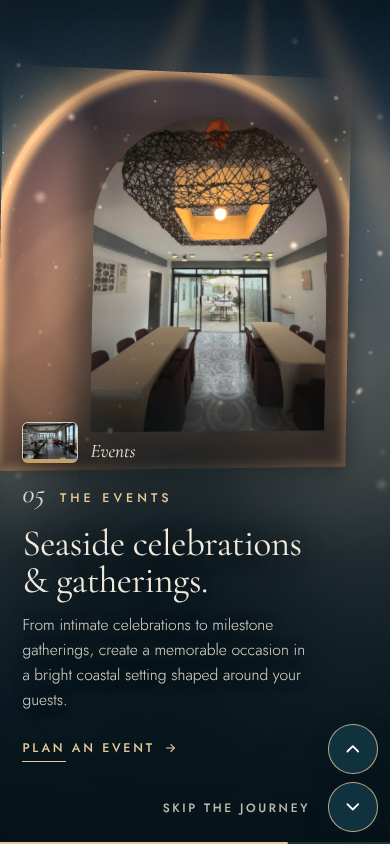 Events
05 THE EVENTS
Seaside celebrations
& gatherings.
From intimate celebrations to milestone
gatherings, create a memorable occasion in
a bright coastal setting shaped around your
guests.
PLAN AN EVENT →
SKIP THE JOURNEY